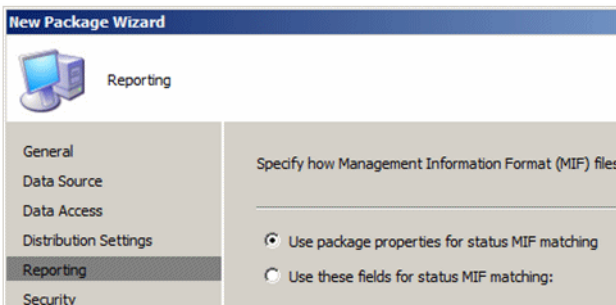 New Package Wizard
Reporting
General
Data Source
Data Access
Distribution Settings
Reporting
Security
Specify how Management Information Format (MIF) files
Use package properties for status MIF matching
Use these fields for status MIF matching: